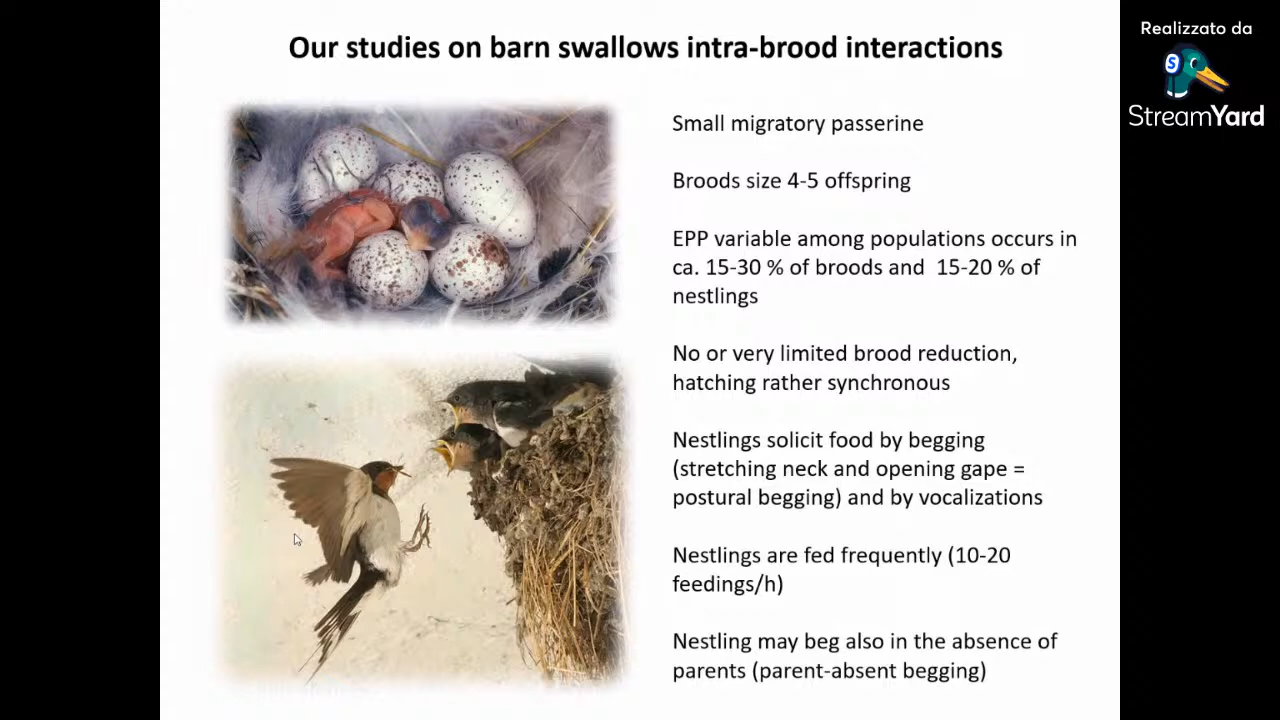 Our studies on barn swallows intra-brood interactions
Realizzato da
S
StreamYard
Small migratory passerine
Broods size 4-5 offspring
EPP variable among populations occurs in
ca. 15-30 % of broods and  15-20 % of
nestlings
No or very limited brood reduction,
hatching rather synchronous
Nestlings solicit food by begging
(stretching neck and opening gape =
postural begging) and by vocalizations
Nestlings are fed frequently (10-20
feedings/h)
Nestling may beg also in the absence of
parents (parent-absent begging)